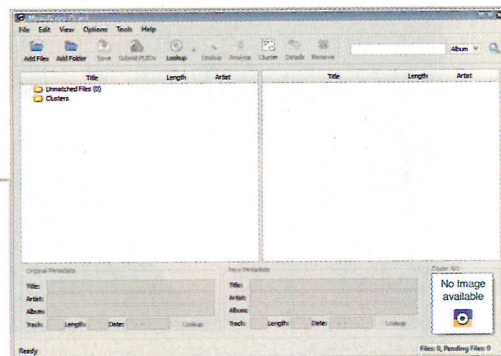 MusicBrainz Picard
File Edit View Options Tools Help
Add Files Add Folder Save Submit PUIDs Lookup Lookup Analyze Cluster Details Remove Album
Title Length Artist Title Length Artist
Unmatched Files (0)
Clusters
Original Metadata New Metadata Cover Art
Title: Title:
Artist: Artist:
Album: Album:
Track: Length: Date: Lookup Track: Length: Date: Lookup
No image
available
Ready Files: 0, Pending Files: 0